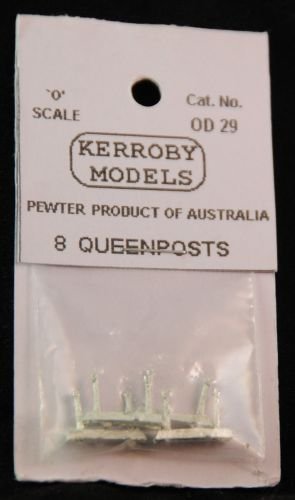 'O'
SCALE
Cat. No.
OD 29
KERROBY
MODELS
PEWTER PRODUCT OF AUSTRALIA
8 QUEENPOSTS